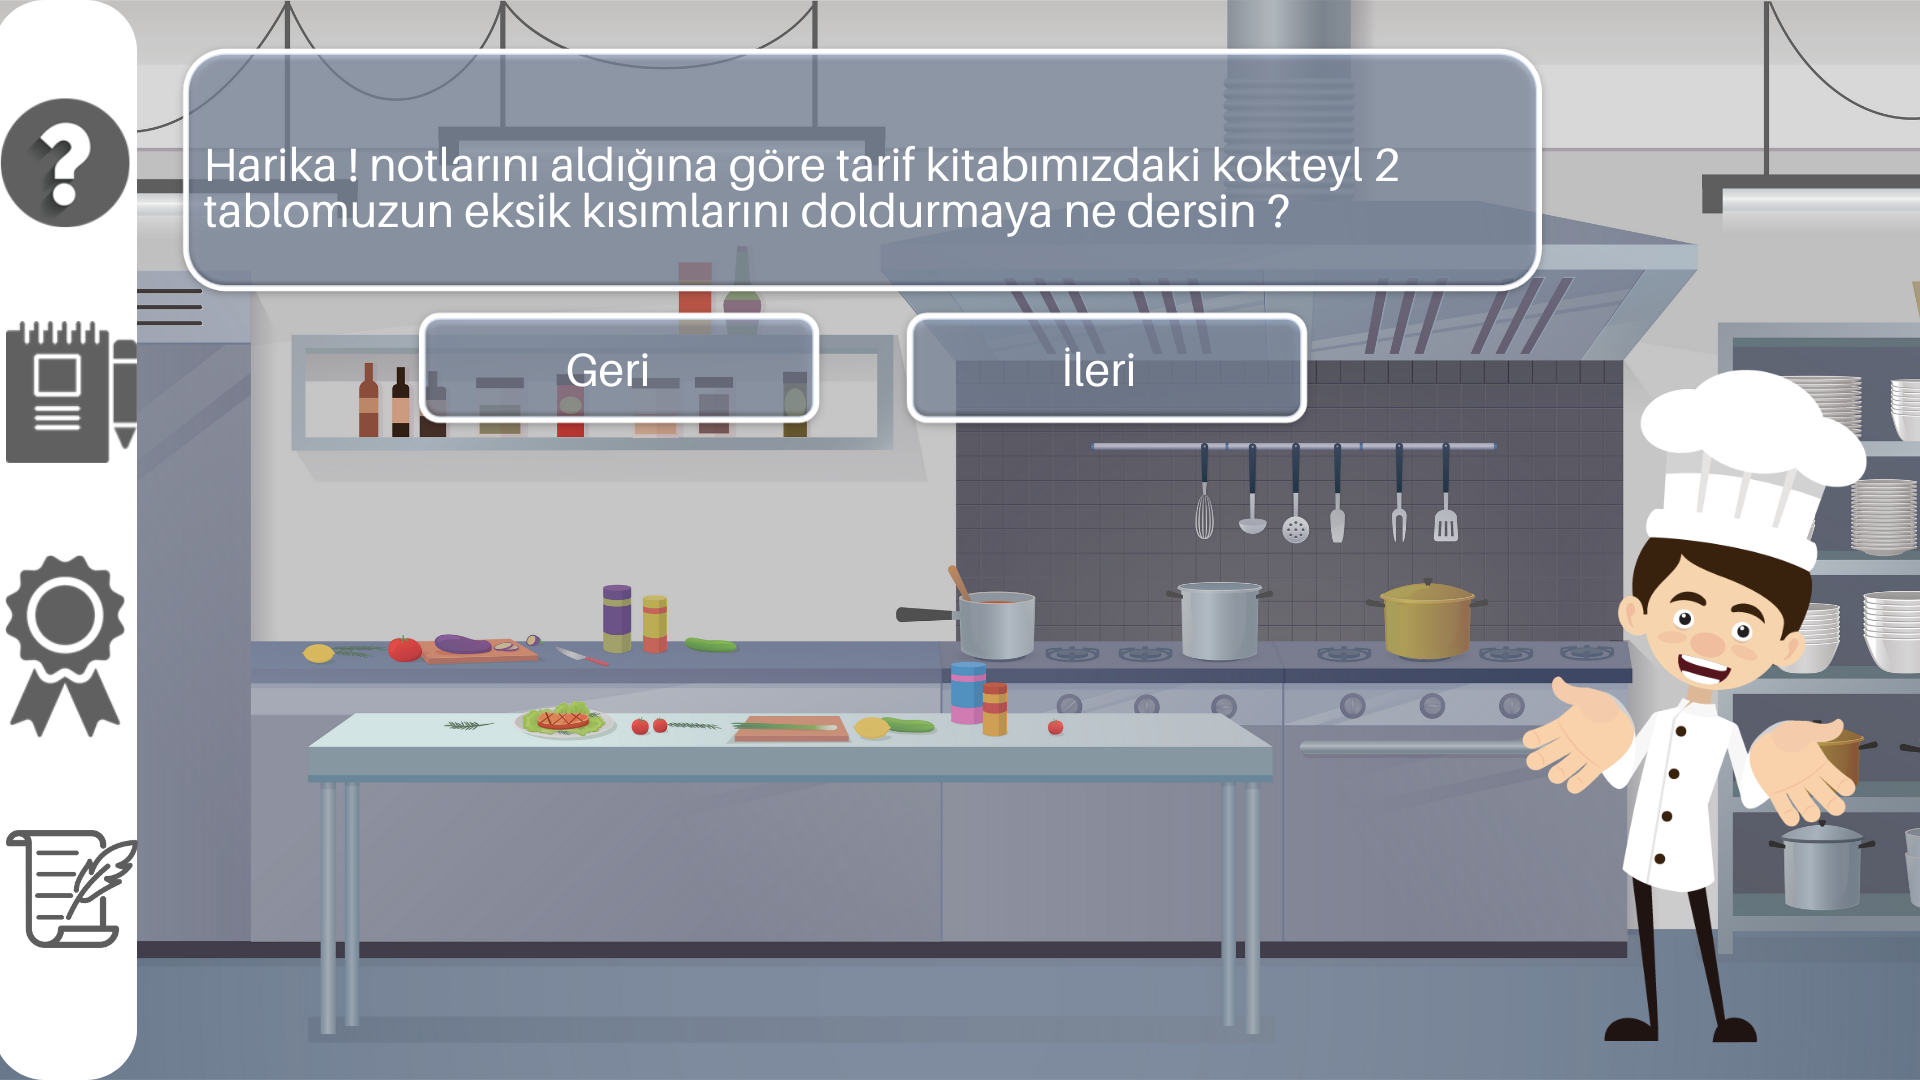 Harika ! notlarını aldığına göre tarif kitabımızdaki kokteyl 2
tablomuzun eksik kısımlarını doldurmaya ne dersin ?
Geri
İleri